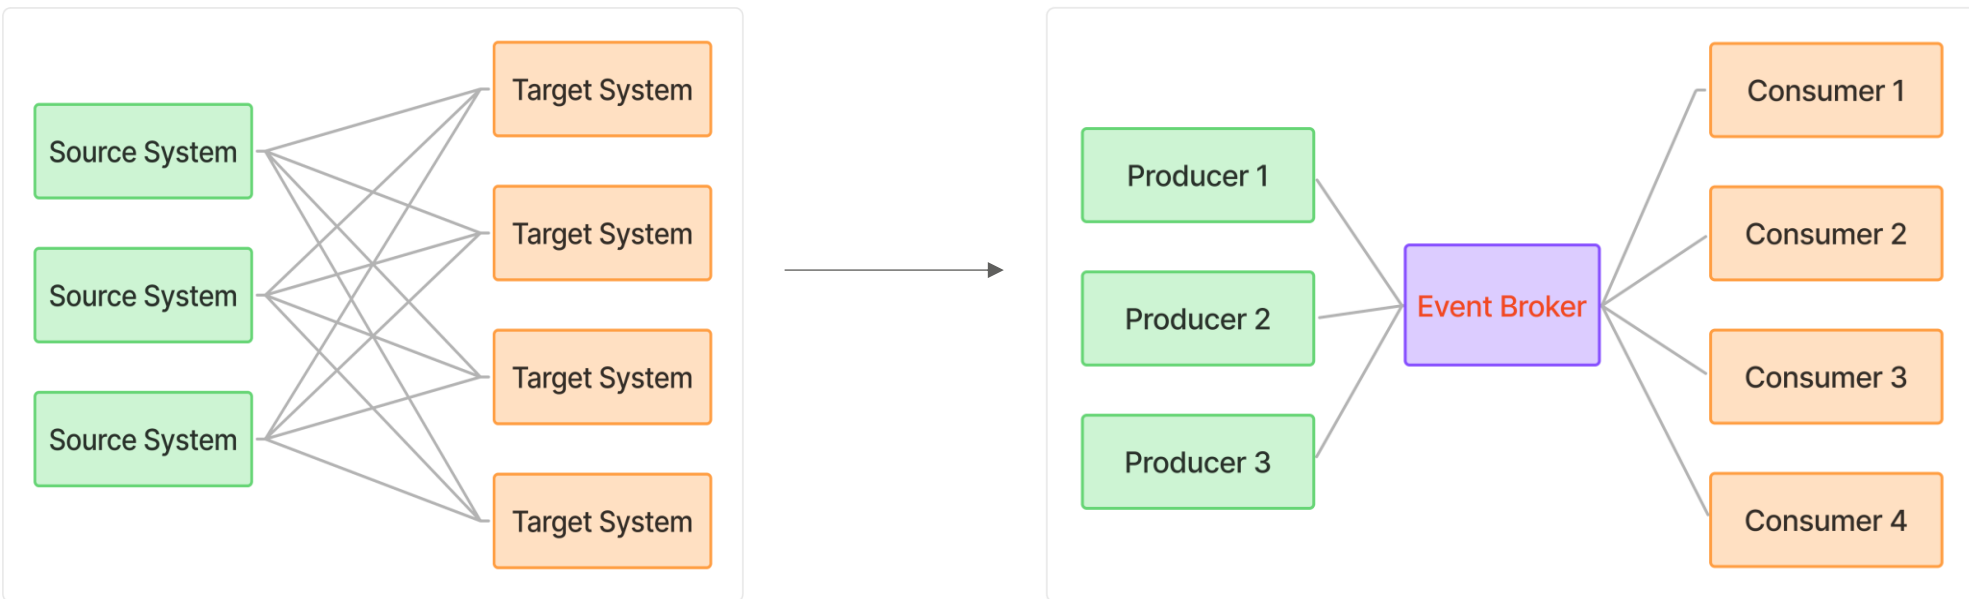 Source System
Source System
Source System
Target System
Target System
Target System
Target System
Producer 1
Producer 2
Producer 3
Event Broker
Consumer 1
Consumer 2
Consumer 3
Consumer 4